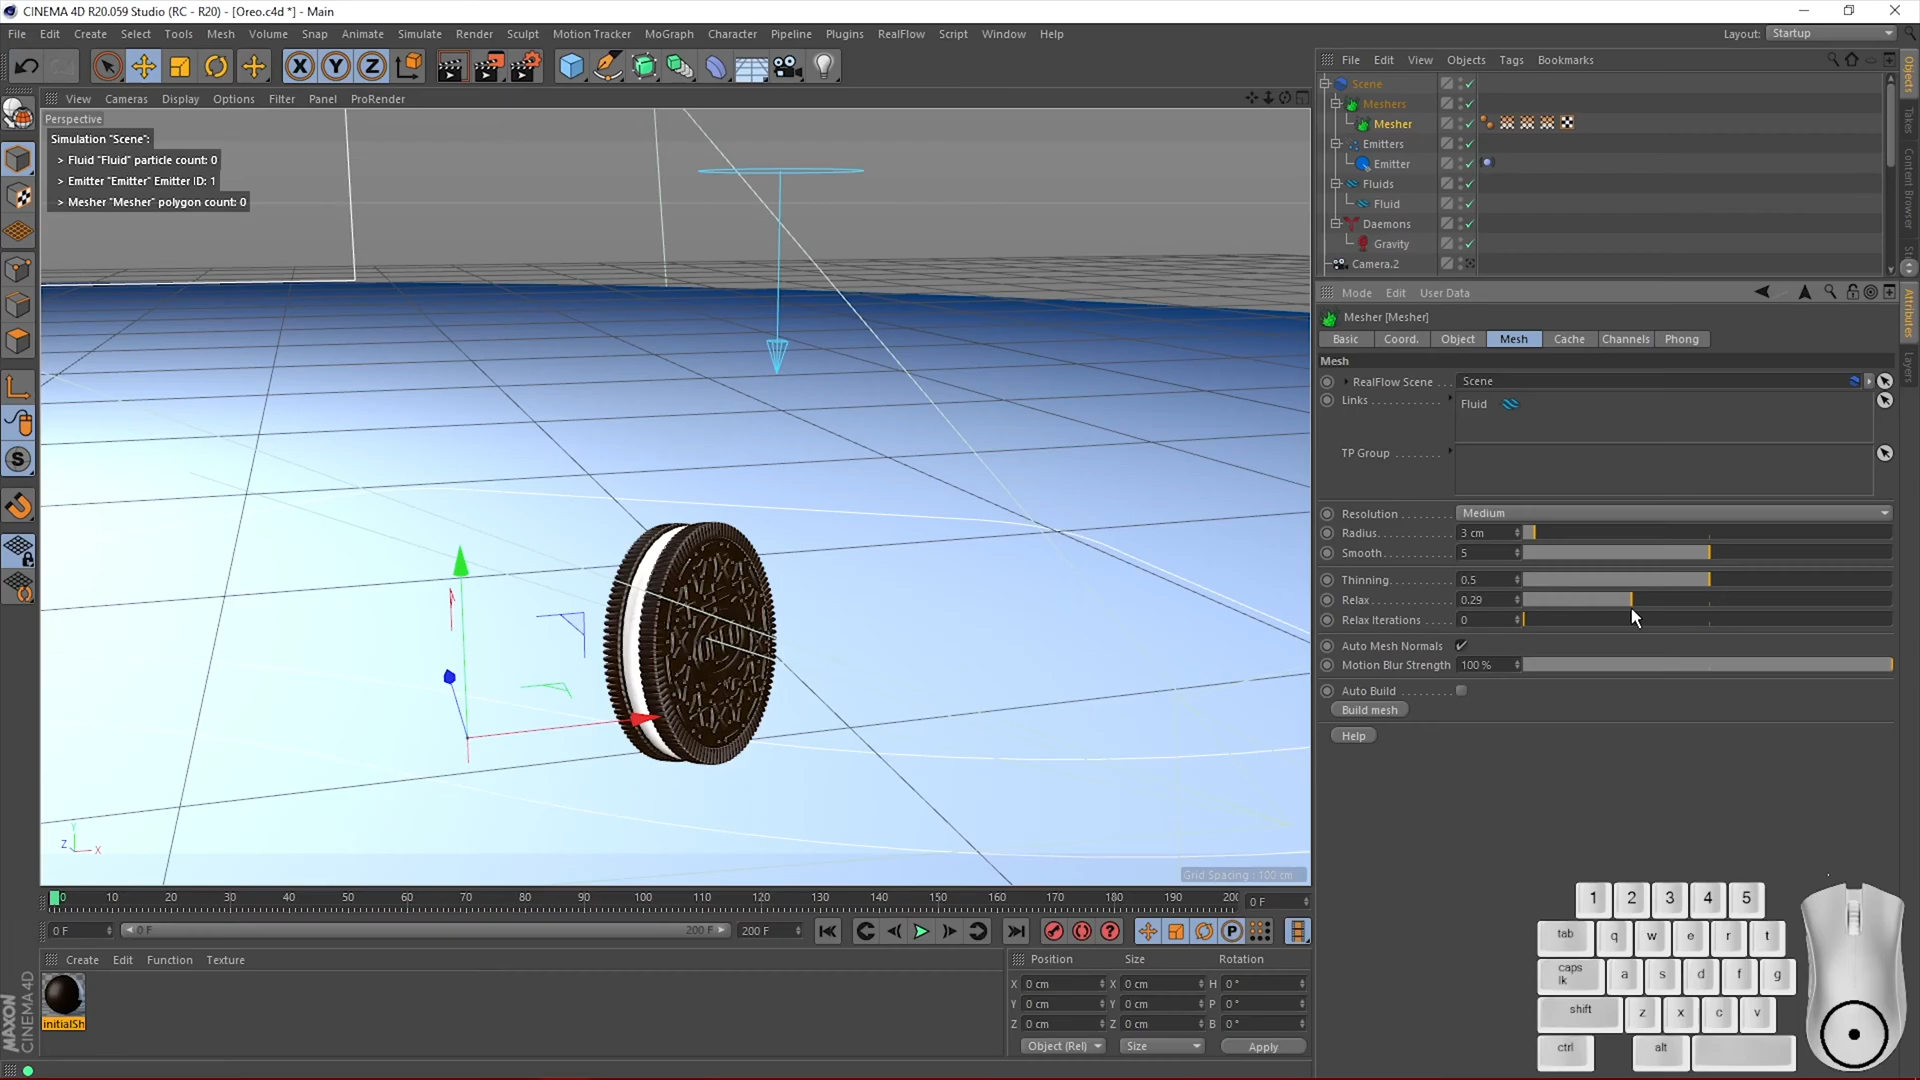 CINEMA 4D R20.059 Studio (RC - R20) - [Oreo.c4d *] - Main
File Edit Create Select Tools Mesh Volume Snap Animate Simulate Render Sculpt Motion Tracker MoGraph Character Pipeline Plugins RealFlow Script Window Help
Layout: Startup
View Cameras Display Options Filter Panel ProRender
Perspective
Simulation "Scene":
> Fluid "Fluid" particle count: 0
> Emitter "Emitter" Emitter ID: 1
> Mesher "Mesher" polygon count: 0
X Y Z
S
Z Y X
Grid Spacing : 100 cm
File Edit View Objects Tags Bookmarks
Scene
Meshers
Mesher
Emitters
Emitter
Fluids
Fluid
Daemons
Gravity
Camera.2
Objects
Takes
Content Browser
Attributes
Layers
Mode Edit User Data
Mesher [Mesher]
Basic Coord. Object Mesh Cache Channels Phong
Mesh
RealFlow Scene . . . Scene
Links . . . . . . . . . . . Fluid
TP Group . . . . . . . .
Resolution . . . . . . . . . Medium
Radius. . . . . . . . . . . . . 3 cm
Smooth . . . . . . . . . . . . 5
Thinning. . . . . . . . . . . . 0.5
Relax . . . . . . . . . . . . . . 0.29
Relax Iterations . . . . . 0
Auto Mesh Normals
Motion Blur Strength 100 %
Auto Build . . . . . . . . .
Build mesh
Help
0 10 20 30 40 50 60 70 80 90 100 110 120 130 140 150 160 170 180 190 200 0 F
0 F 0 F 200 F 200 F
P
Create Edit Function Texture
initialSh
MAXON
CINEMA 4D
Position Size Rotation
X 0 cm X 0 cm H 0 °
Y 0 cm Y 0 cm P 0 °
Z 0 cm Z 0 cm B 0 °
Object (Rel) Size Apply
1 2 3 4 5
tab q w e r t
caps lk a s d f g
shift z x c v
ctrl alt